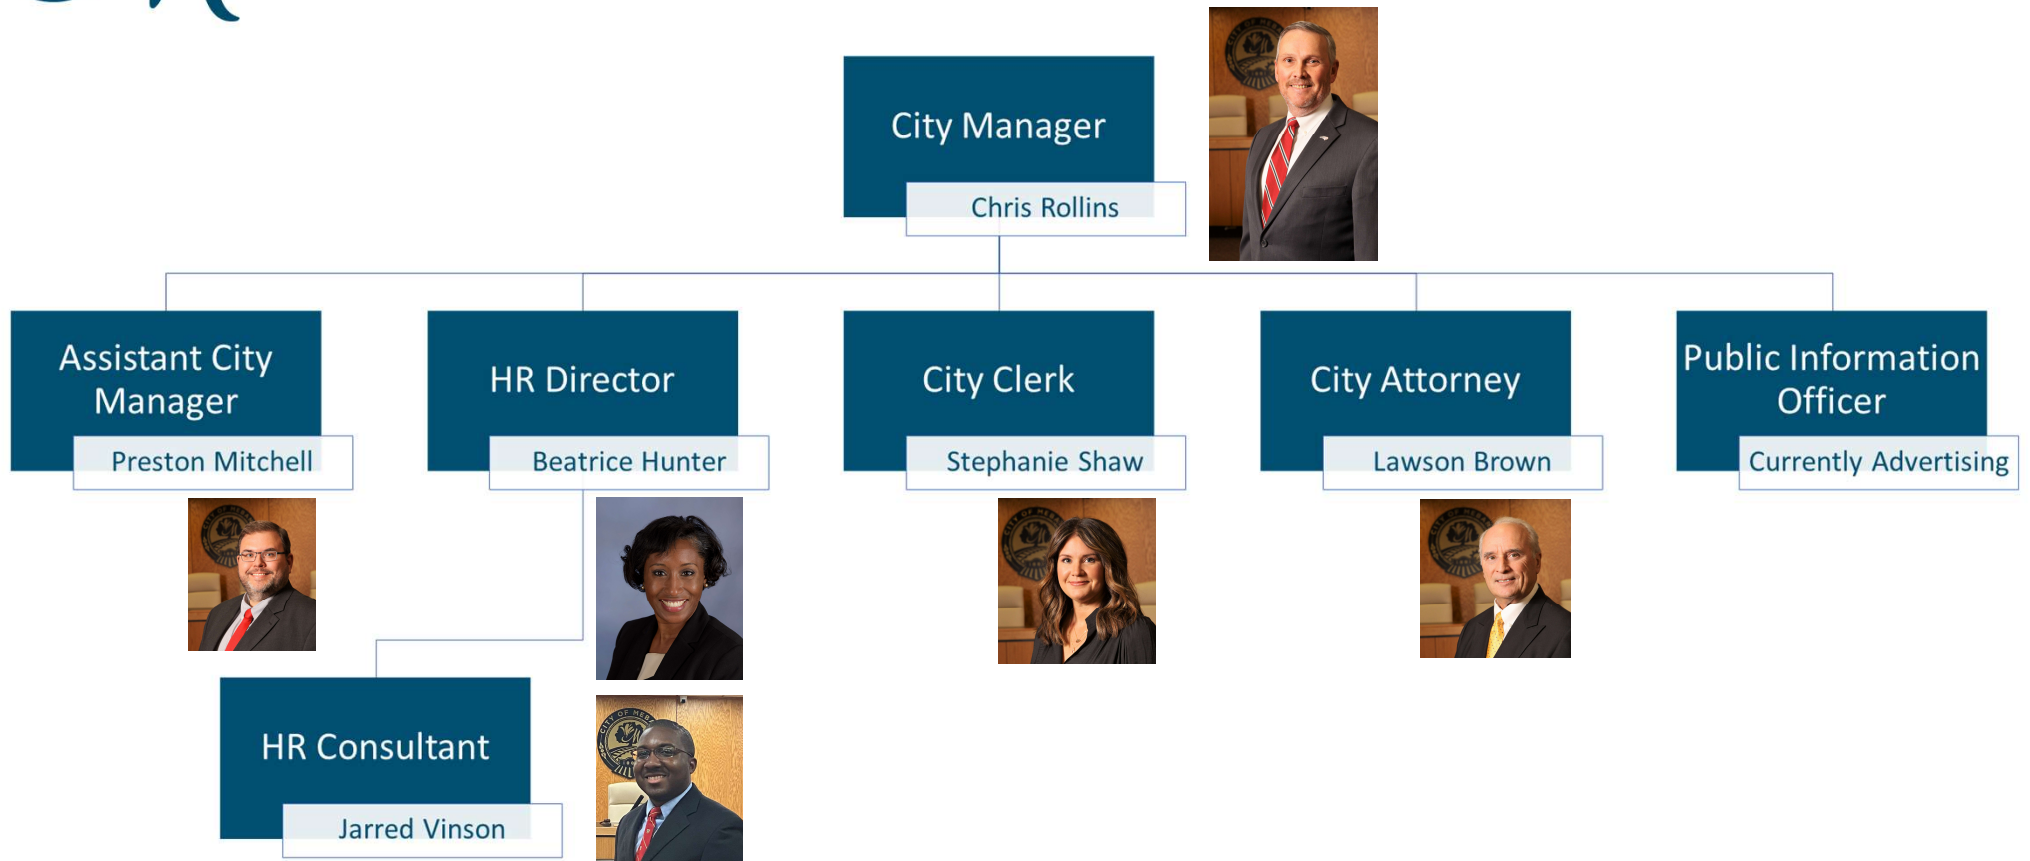 City Manager
Chris Rollins
Assistant City
Manager
Preston Mitchell
HR Director
Beatrice Hunter
City Clerk
Stephanie Shaw
City Attorney
Lawson Brown
Public Information
Officer
Currently Advertising
HR Consultant
Jarred Vinson